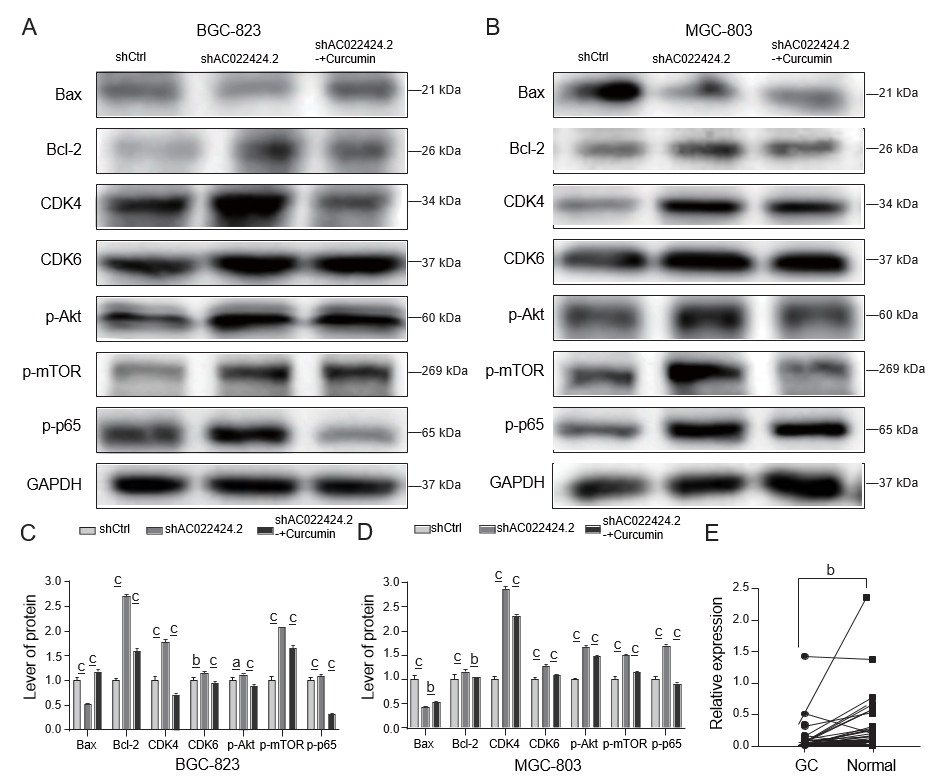 A
BGC-823
shCtrl
shAC022424.2
shAC022424.2
-+Curcumin
Bax
21 kDa
Bcl-2
26 kDa
CDK4
34 kDa
CDK6
37 kDa
p-Akt
60 kDa
p-mTOR
269 kDa
p-p65
65 kDa
GAPDH
37 kDa
B
MGC-803
shCtrl
shAC022424.2
shAC022424.2
-+Curcumin
Bax
21 kDa
Bcl-2
26 kDa
CDK4
34 kDa
CDK6
37 kDa
p-Akt
60 kDa
p-mTOR
269 kDa
p-p65
65 kDa
GAPDH
37 kDa
C
shCtrl
shAC022424.2
shAC022424.2
-+Curcumin
Lever of protein
3.0
2.5
2.0
1.5
1.0
0.5
0.0
c c
c c
c c
b c
a c
c c
c c
Bax Bcl-2 CDK4 CDK6 p-Akt p-mTOR p-p65
BGC-823
D
shCtrl
shAC022424.2
shAC022424.2
-+Curcumin
Lever of protein
3.0
2.5
2.0
1.5
1.0
0.5
0.0
c b
c b
c c
c c
c c
c c
c c
Bax Bcl-2 CDK4 CDK6 p-Akt p-mTOR p-p65
MGC-803
E
b
Relative expression
2.5
2.0
1.5
1.0
0.5
0.0
GC Normal